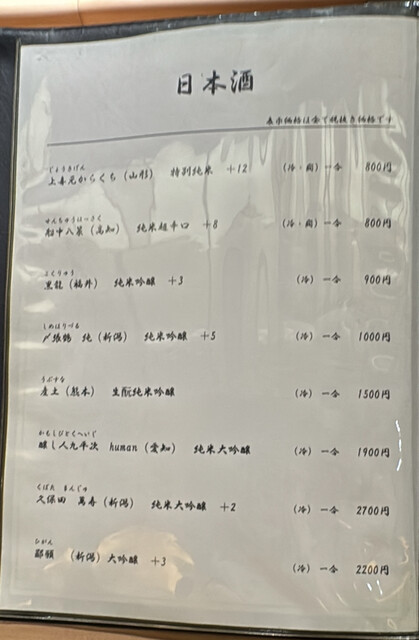 日本酒
表示価格は全て税抜き価格です
じょうきげん
上喜元からくち（山形） 特別純米 +12 （冷・燗）一合 800円
せんちゅうはっさく
船中八策（高知） 純米超辛口 +8 （冷・燗）一合 800円
こくりゅう
黒龍（福井） 純米吟醸 +3 （冷）一合 900円
しめはりづる
〆張鶴 純（新潟） 純米吟醸 +5 （冷）一合 1000円
うぶすな
産土（熊本） 生酛純米吟醸 （冷）一合 1500円
かもしびとくへいじ
醸し人九平次 human（愛知） 純米大吟醸 （冷）一合 1900円
くぼた まんじゅ
久保田 萬寿（新潟） 純米大吟醸 +2 （冷）一合 2700円
ひがん
鄙願 （新潟）大吟醸 +3 （冷）一合 2200円